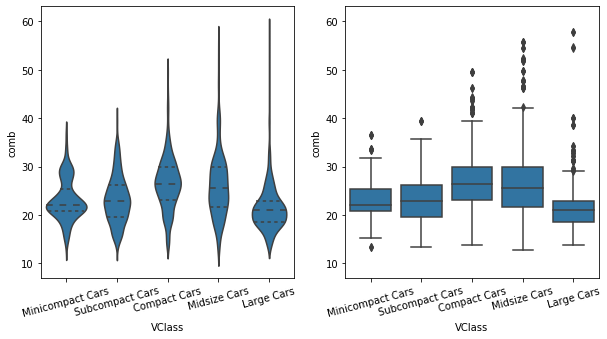 60
50
40
30
20
10
comb
Minicompact Cars
Subcompact Cars
Compact Cars
Midsize Cars
Large Cars
VClass
60
50
40
30
20
10
comb
Minicompact Cars
Subcompact Cars
Compact Cars
Midsize Cars
Large Cars
VClass